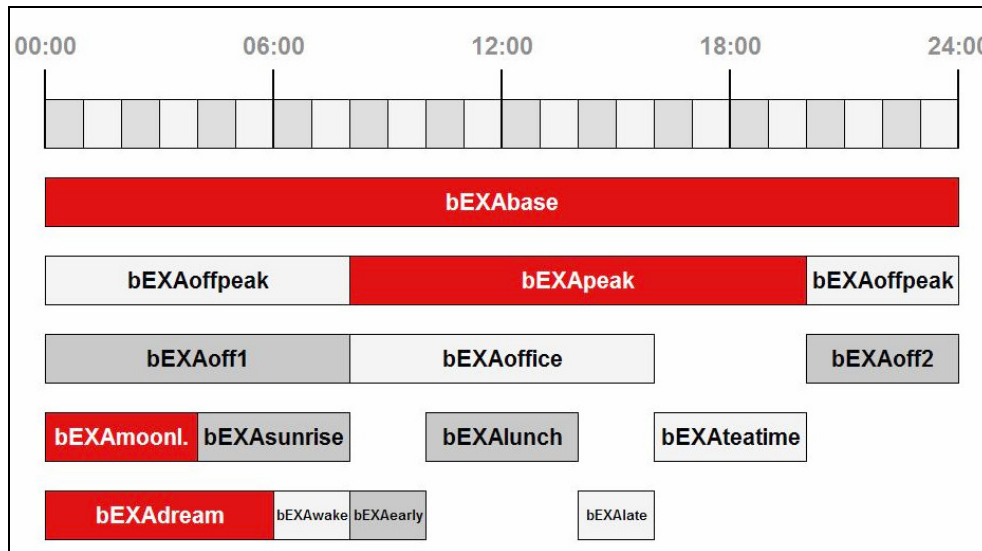 00:00 06:00 12:00 18:00 24:00
bEXAbase
bEXAoffpeak bEXApeak bEXAoffpeak
bEXAoff1 bEXAoffice bEXAoff2
bEXAmoonl. bEXAsunrise bEXAlunch bEXAteatime
bEXAdream bEXAwake bEXAearly bEXAlate